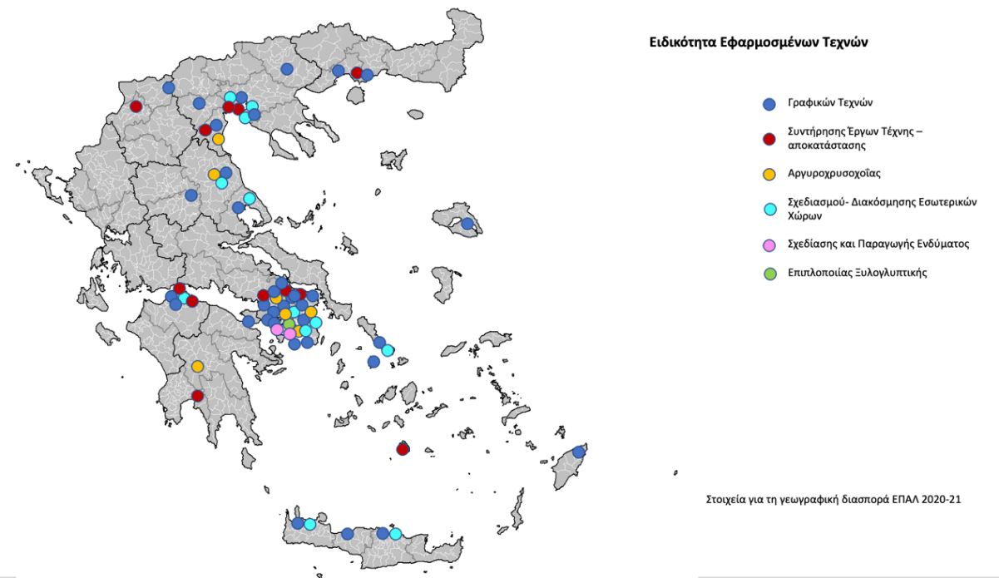 Ειδικότητα Εφαρμοσμένων Τεχνών
Γραφικών Τεχνών
Συντήρησης Έργων Τέχνης –
αποκατάστασης
Αργυροχρυσοχοΐας
Σχεδιασμού- Διακόσμησης Εσωτερικών
Χώρων
Σχεδίασης και Παραγωγής Ενδύματος
Επιπλοποιίας Ξυλογλυπτικής
Στοιχεία για τη γεωγραφική διασπορά ΕΠΑΛ 2020-21